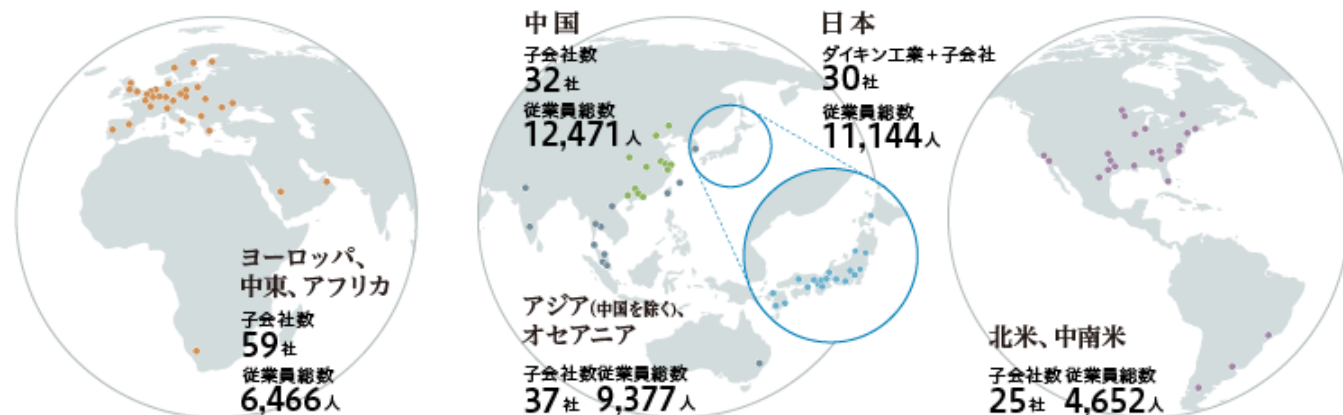 ヨーロッパ、
中東、アフリカ
子会社数
59社
従業員総数
6,466人
中国
子会社数
32社
従業員総数
12,471人
日本
ダイキン工業+子会社
30社
従業員総数
11,144人
アジア(中国を除く)、
オセアニア
子会社数 従業員総数
37社 9,377人
北米、中南米
子会社数 従業員総数
25社 4,652人